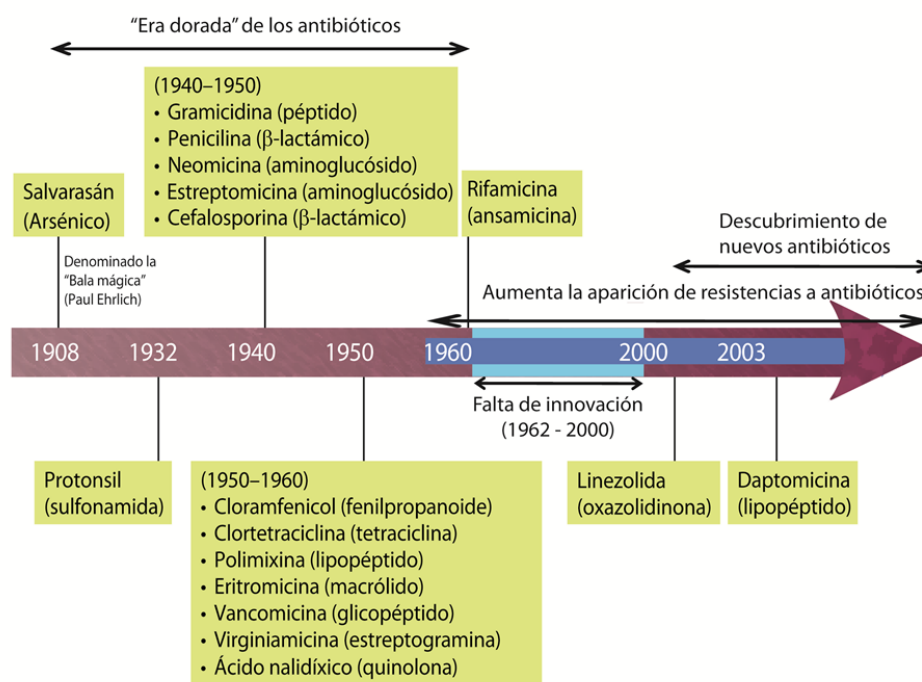 “Era dorada” de los antibióticos
(1940–1950)
• Gramicidina (péptido)
• Penicilina (β-lactámico)
• Neomicina (aminoglucósido)
• Estreptomicina (aminoglucósido)
• Cefalosporina (β-lactámico)
Salvarasán
(Arsénico)
Rifamicina
(ansamicina)
Denominado la
“Bala mágica”
(Paul Ehrlich)
Descubrimiento de
nuevos antibióticos
Aumenta la aparición de resistencias a antibióticos
1908 1932 1940 1950 1960 2000 2003
Falta de innovación
(1962 - 2000)
Protonsil
(sulfonamida)
(1950–1960)
• Cloramfenicol (fenilpropanoide)
• Clortetraciclina (tetraciclina)
• Polimixina (lipopéptido)
• Eritromicina (macrólido)
• Vancomicina (glicopéptido)
• Virginiamicina (estreptogramina)
• Ácido nalidíxico (quinolona)
Linezolida
(oxazolidinona)
Daptomicina
(lipopéptido)